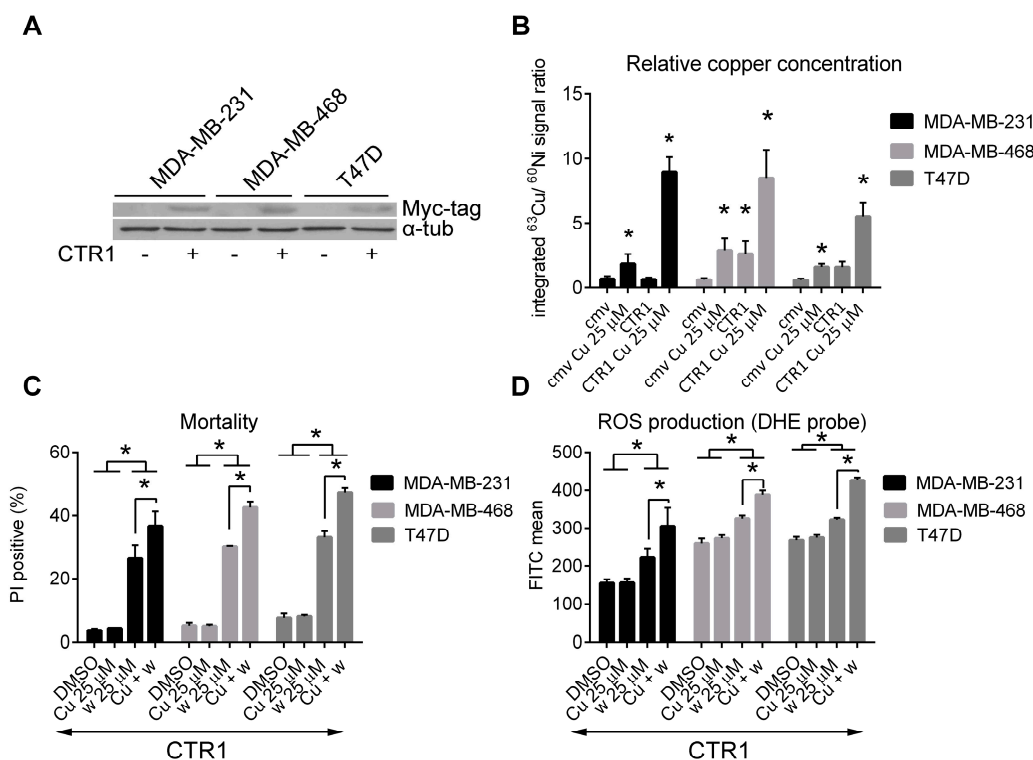 A
MDA-MB-231
MDA-MB-468
T47D
Myc-tag
α-tub
CTR1 - + - + - +
B
Relative copper concentration
integrated ⁶³Cu/ ⁶⁰Ni signal ratio
15
10
5
0
* * * * * * *
cmv
cmv Cu 25 μM
CTR1
CTR1 Cu 25 μM
cmv
cmv Cu 25 μM
CTR1
CTR1 Cu 25 μM
cmv
cmv Cu 25 μM
CTR1
CTR1 Cu 25 μM
MDA-MB-231
MDA-MB-468
T47D
C
Mortality
PI positive (%)
60
40
20
0
* * * * * *
DMSO
Cu 25 μM
w 25 μM
Cu + w
DMSO
Cu 25 μM
w 25 μM
Cu + w
DMSO
Cu 25 μM
w 25 μM
Cu + w
CTR1
MDA-MB-231
MDA-MB-468
T47D
D
ROS production (DHE probe)
FITC mean
500
400
300
200
100
0
* * * * * *
DMSO
Cu 25 μM
w 25 μM
Cu + w
DMSO
Cu 25 μM
w 25 μM
Cu + w
DMSO
Cu 25 μM
w 25 μM
Cu + w
CTR1
MDA-MB-231
MDA-MB-468
T47D